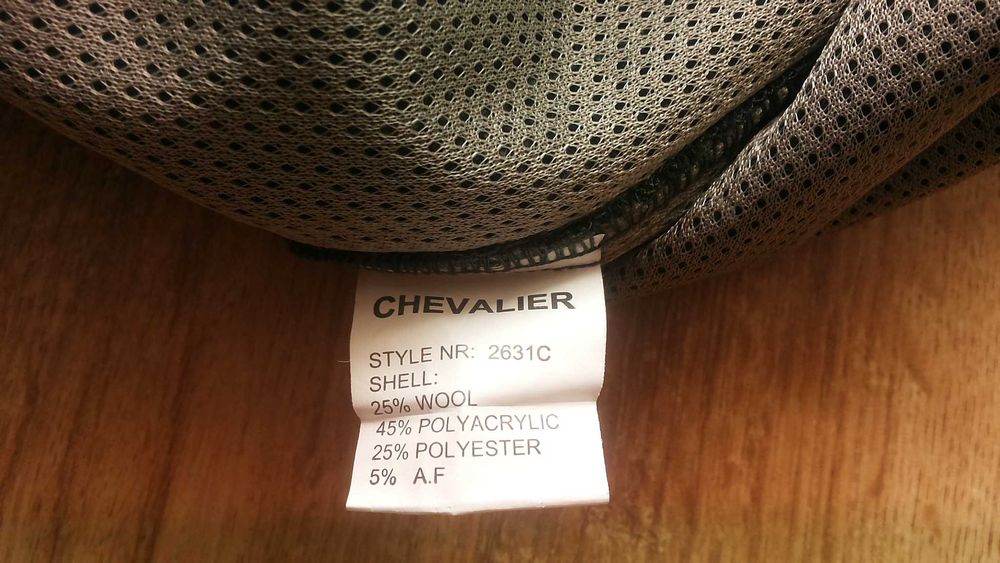 CHEVALIER
STYLE NR: 2631C
SHELL:
25% WOOL
45% POLYACRYLIC
25% POLYESTER
5% A.F